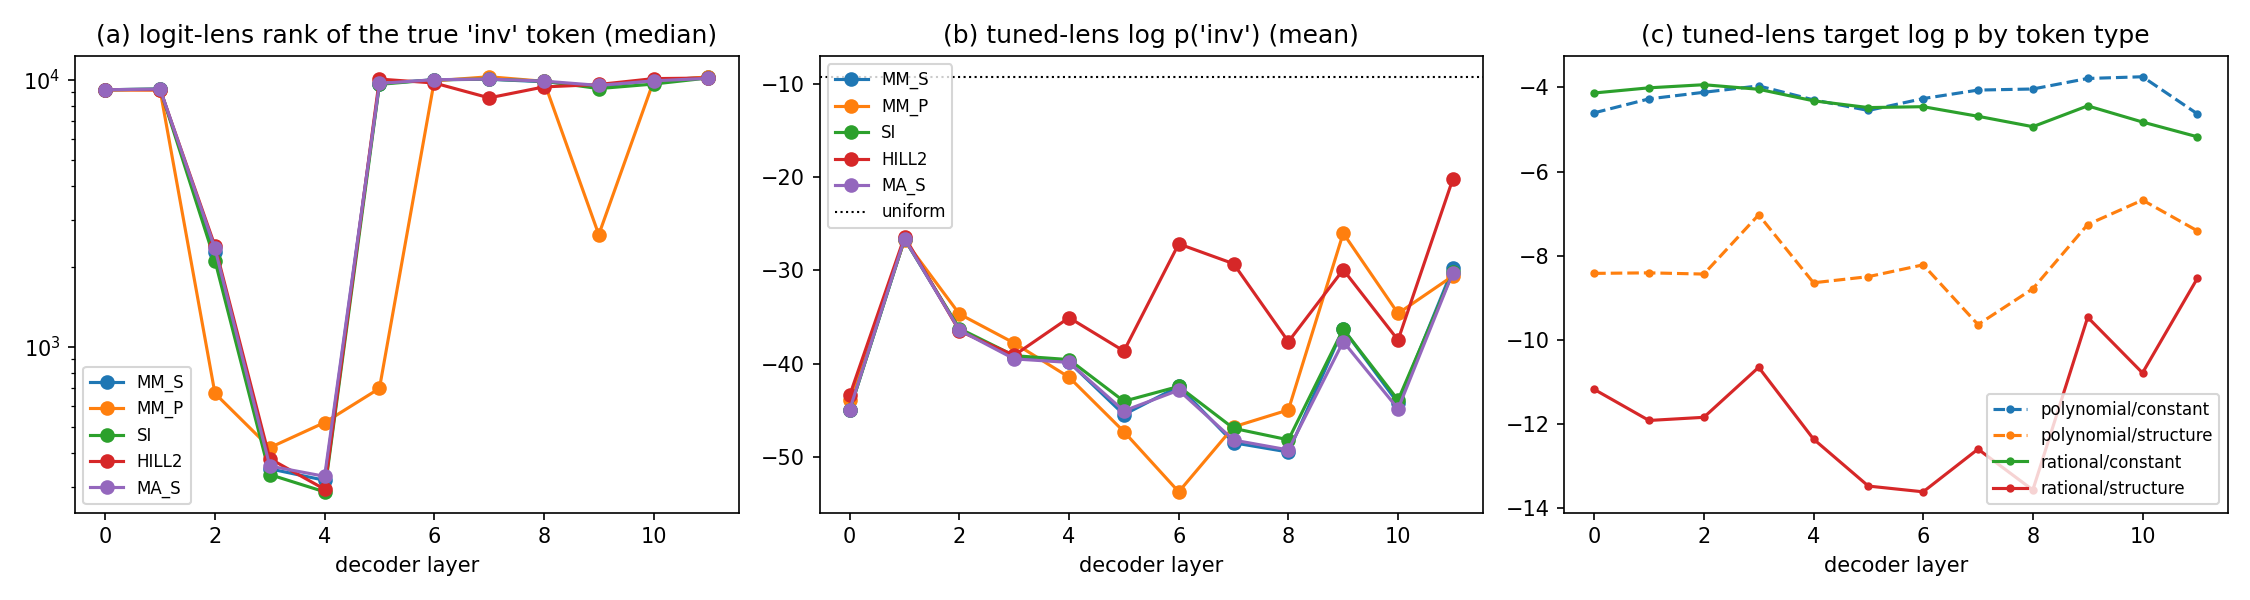 (a) logit-lens rank of the true 'inv' token (median)
10^4
10^3
MM_S
MM_P
SI
HILL2
MA_S
0 2 4 6 8 10
decoder layer
(b) tuned-lens log p('inv') (mean)
−10
−20
−30
−40
−50
MM_S
MM_P
SI
HILL2
MA_S
uniform
0 2 4 6 8 10
decoder layer
(c) tuned-lens target log p by token type
−4
−6
−8
−10
−12
−14
polynomial/constant
polynomial/structure
rational/constant
rational/structure
0 2 4 6 8 10
decoder layer